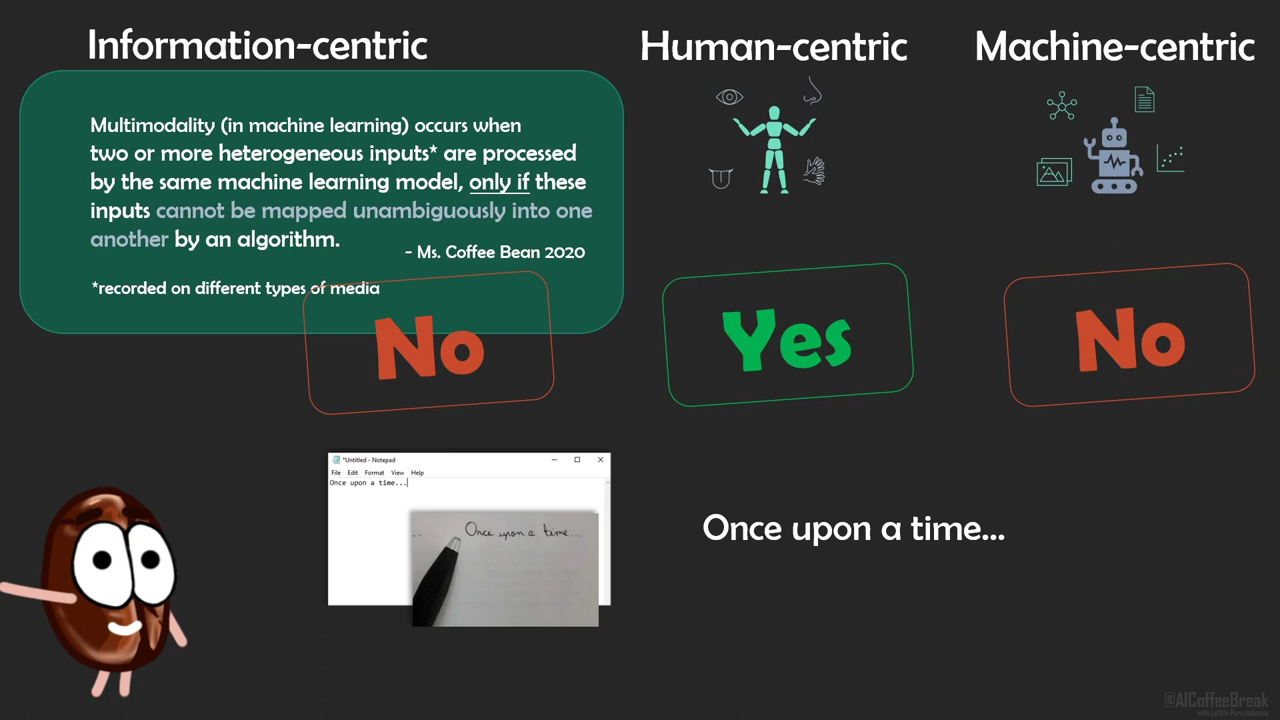 Information-centric
Human-centric
Machine-centric
Multimodality (in machine learning) occurs when
two or more heterogeneous inputs* are processed
by the same machine learning model, only if these
inputs cannot be mapped unambiguously into one
another by an algorithm.
- Ms. Coffee Bean 2020
*recorded on different types of media
No
Yes
No
*Untitled - Notepad
File Edit Format View Help
Once upon a time...
.. Once upon a time...
Once upon a time...
@AICoffeeBreak